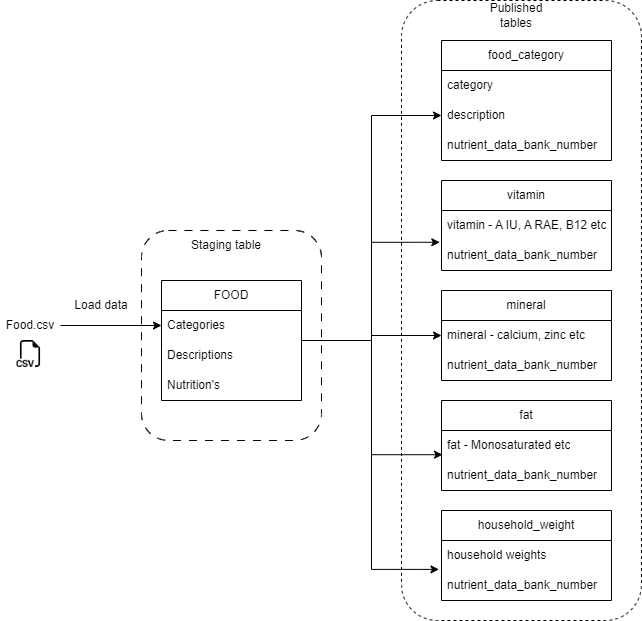 Published
tables
food_category
category
description
nutrient_data_bank_number
vitamin
vitamin - A IU, A RAE, B12 etc
nutrient_data_bank_number
Staging table
FOOD
Categories
Descriptions
Nutrition's
Load data
Food.csv
CSV
mineral
mineral - calcium, zinc etc
nutrient_data_bank_number
fat
fat - Monosaturated etc
nutrient_data_bank_number
household_weight
household weights
nutrient_data_bank_number